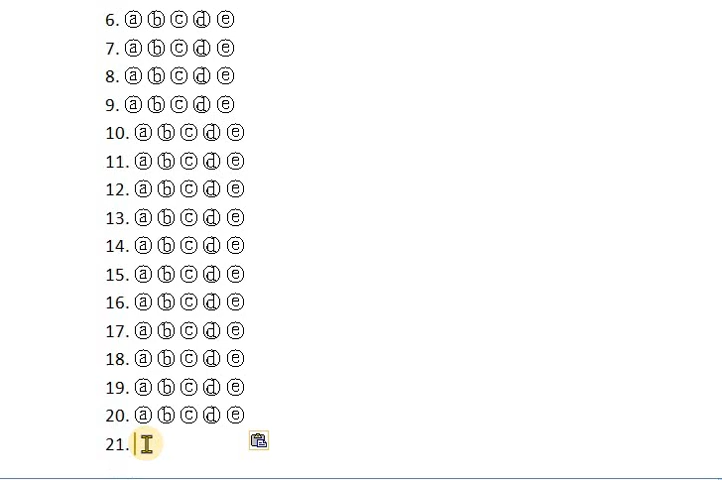 6. ⓐ ⓑ ⓒ ⓓ ⓔ
7. ⓐ ⓑ ⓒ ⓓ ⓔ
8. ⓐ ⓑ ⓒ ⓓ ⓔ
9. ⓐ ⓑ ⓒ ⓓ ⓔ
10. ⓐ ⓑ ⓒ ⓓ ⓔ
11. ⓐ ⓑ ⓒ ⓓ ⓔ
12. ⓐ ⓑ ⓒ ⓓ ⓔ
13. ⓐ ⓑ ⓒ ⓓ ⓔ
14. ⓐ ⓑ ⓒ ⓓ ⓔ
15. ⓐ ⓑ ⓒ ⓓ ⓔ
16. ⓐ ⓑ ⓒ ⓓ ⓔ
17. ⓐ ⓑ ⓒ ⓓ ⓔ
18. ⓐ ⓑ ⓒ ⓓ ⓔ
19. ⓐ ⓑ ⓒ ⓓ ⓔ
20. ⓐ ⓑ ⓒ ⓓ ⓔ
21.